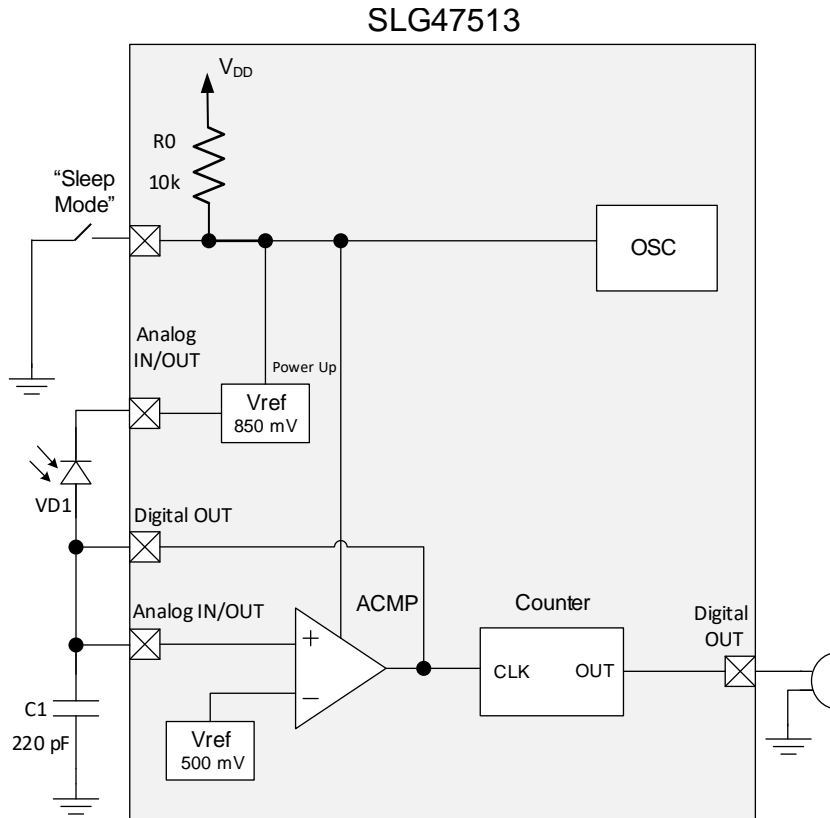 SLG47513
VDD
R0
10k
"Sleep
Mode"
OSC
Analog
IN/OUT
Power Up
Vref
850 mV
VD1
Digital OUT
Analog IN/OUT
ACMP
Counter
Digital
OUT
+
CLK
OUT
−
C1
220 pF
Vref
500 mV